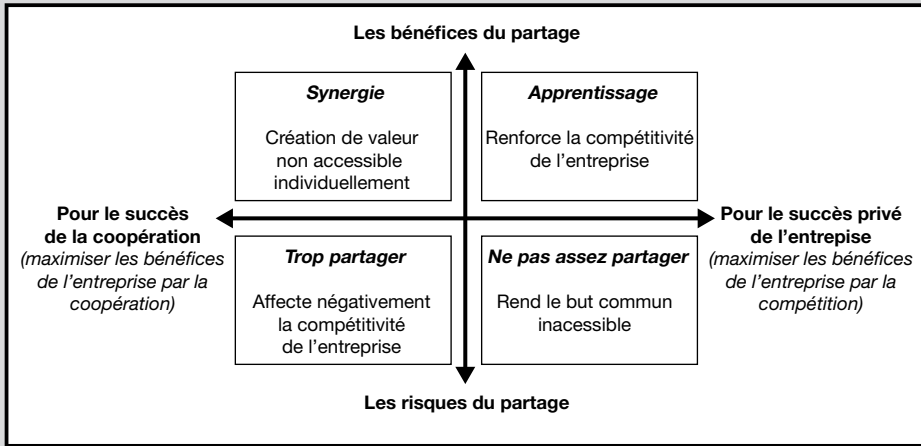 Les bénéfices du partage
Synergie
Création de valeur
non accessible
individuellement
Apprentissage
Renforce la compétitivité
de l'entreprise
Pour le succès
de la coopération
(maximiser les bénéfices
de l'entreprise par la
coopération)
Pour le succès privé
de l'entrepise
(maximiser les bénéfices
de l'entreprise par la
compétition)
Trop partager
Affecte négativement
la compétitivité
de l'entreprise
Ne pas assez partager
Rend le but commun
inacessible
Les risques du partage